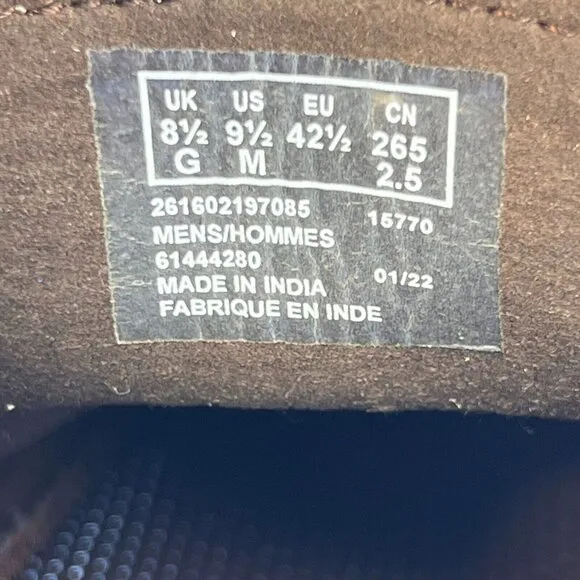 UK US EU CN
8½ 9½ 42½ 265
G M 2.5
261602197085 15770
MENS/HOMMES
61444280 01/22
MADE IN INDIA
FABRIQUE EN INDE